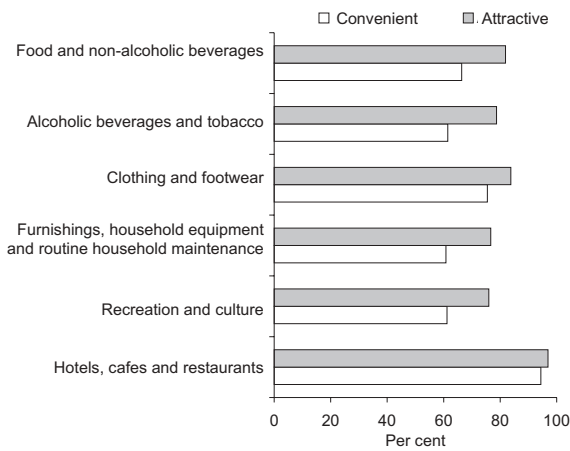 Convenient
Attractive
Food and non-alcoholic beverages
Alcoholic beverages and tobacco
Clothing and footwear
Furnishings, household equipment
and routine household maintenance
Recreation and culture
Hotels, cafes and restaurants
0 20 40 60 80 100
Per cent